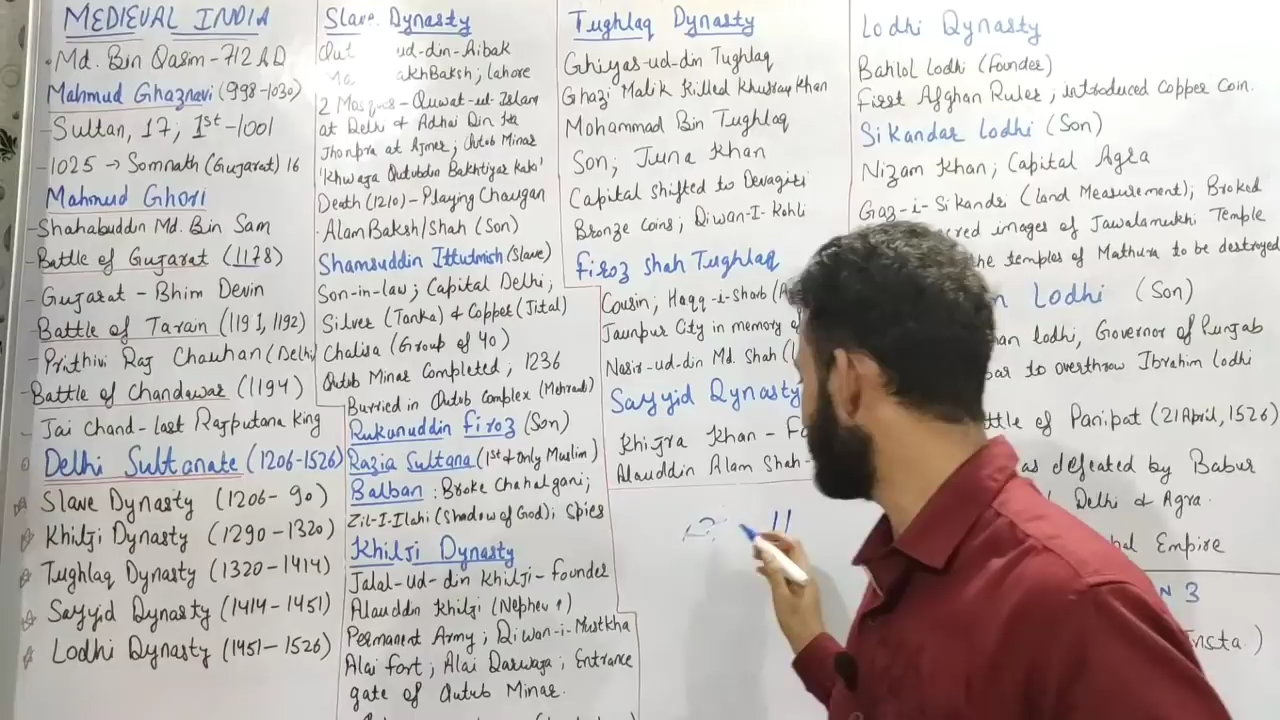 MEDIEVAL INDIA
Md. Bin Qasim - 712 AD
Mahmud Ghaznavi (998-1030)
- Sultan, 17; 1st - 1001
- 1025 → Somnath (Gujarat) 16
Mahmud Ghori
- Shahabuddin Md. Bin Sam
- Battle of Gujarat (1178)
- Gujarat - Bhim Devin
- Battle of Tarain (1191, 1192)
- Prithivi Raj Chauhan (Delhi)
- Battle of Chandawar (1194)
- Jai Chand - last Rajputana King
Delhi Sultanate (1206-1526)
Slave Dynasty (1206-90)
Khilji Dynasty (1290-1320)
Tughlaq Dynasty (1320-1414)
Sayyid Dynasty (1414-1451)
Lodhi Dynasty (1451-1526)
Slave Dynasty
ud-din-Aibak
akhBaksh; lahore
2 Mosques - Quwat-ul-Islam
at Delhi & Adhai Din Ka
Jhonpra at Ajmer; Qutub Minar
'Khwaja Qutubdin Bakhtiyar Kaki'
Death (1210) - Playing Chaugan
AlamBaksh/Shah (Son)
Shamsuddin Iltutmish (Slave)
Son-in-law; Capital Delhi;
Silver (Tanka) & Copper (Jital)
Chalisa (Group of 40)
Qutub Minar Completed; 1236
Burried in Qutub Complex (Mehrauli)
Rukunuddin Firoz (Son)
Razia Sultana (1st & Only Muslim)
Balban: Broke Chahalgani;
Zil-I-Ilahi (Shadow of God); Spies
Khilji Dynasty
Jalal-ud-din Khilji - founder
Alauddin Khilji (Nephew)
Permanent Army; Diwan-i-Mustkha
Alai fort; Alai Darwaza; Entrance
gate of Qutub Minar.
Tughlaq Dynasty
Ghiyas-ud-din Tughlaq
Ghazi Malik Killed Khusrau Khan
Mohammad Bin Tughlaq
Son; Juna Khan
Capital Shifted to Devagiri
Bronze Coins; Diwan-I-Kohli
Firoz Shah Tughlaq
Cousin; Haqq-i-Sharb
Jaunpur City in memory of
Nasir-ud-din Md. Shah
Sayyid Dynasty
Khizra Khan -
Alauddin Alam Shah -
Lodhi Dynasty
Bahlol Lodhi (Founder)
First Afghan Ruler; introduced copper coin.
Sikandar Lodhi (Son)
Nizam Khan; Capital Agra
Gaz-i-Sikandri (Land Measurement); Broked
images of Jawalamukhi Temple
the temples of Mathura to be destroyed
Lodhi (Son)
lodhi, Governor of Punjab
to overthrow Ibrahim lodhi
of Panipat (21 April, 1526)
defeated by Babur
Delhi & Agra.
Empire
N 3
Insta.)